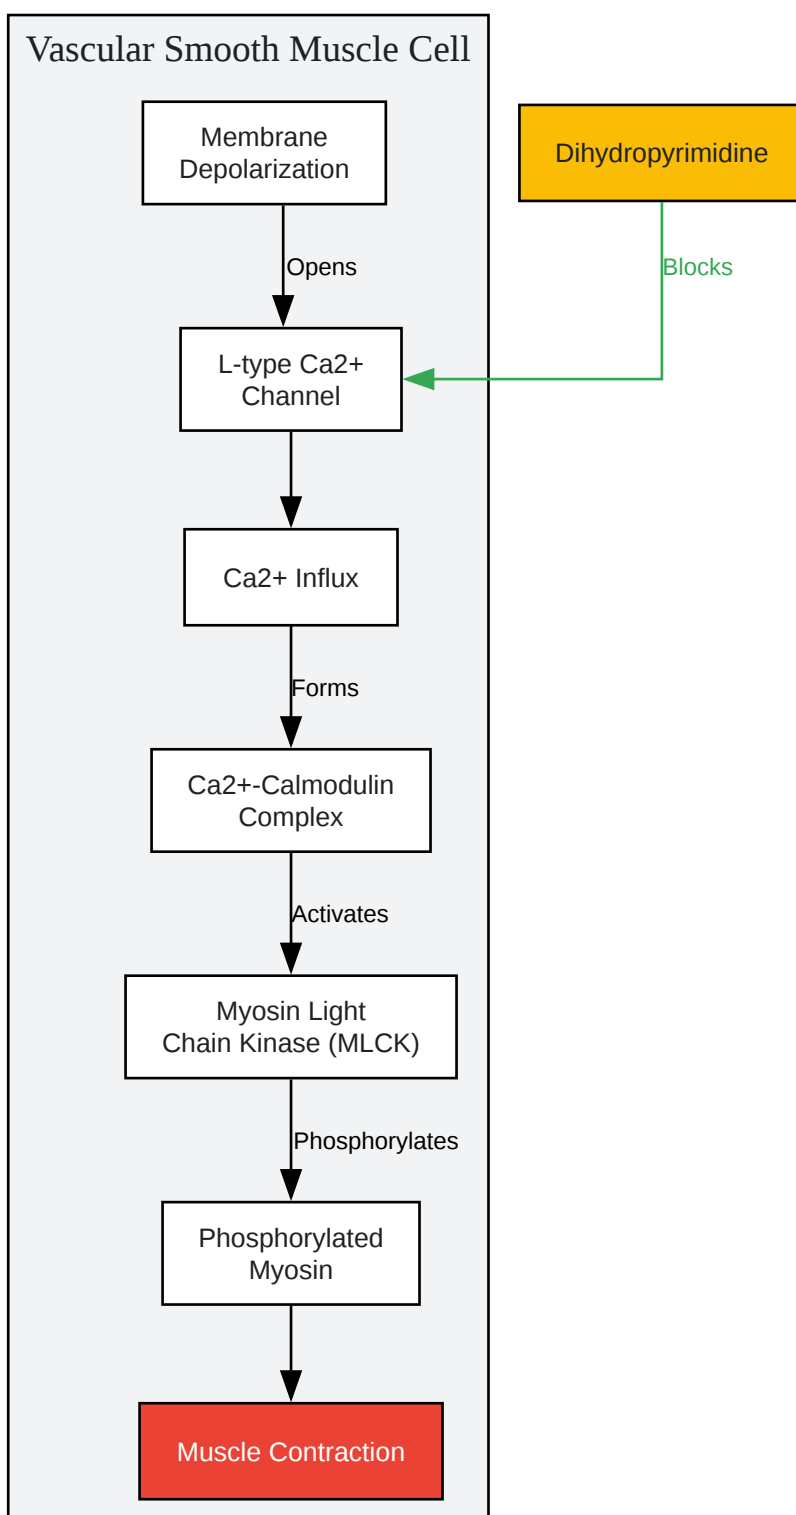 Vascular Smooth Muscle Cell
Membrane
Depolarization
Dihydropyrimidine
Opens
Blocks
L-type Ca2+
Channel
Ca2+ Influx
Forms
Ca2+-Calmodulin
Complex
Activates
Myosin Light
Chain Kinase (MLCK)
Phosphorylates
Phosphorylated
Myosin
Muscle Contraction